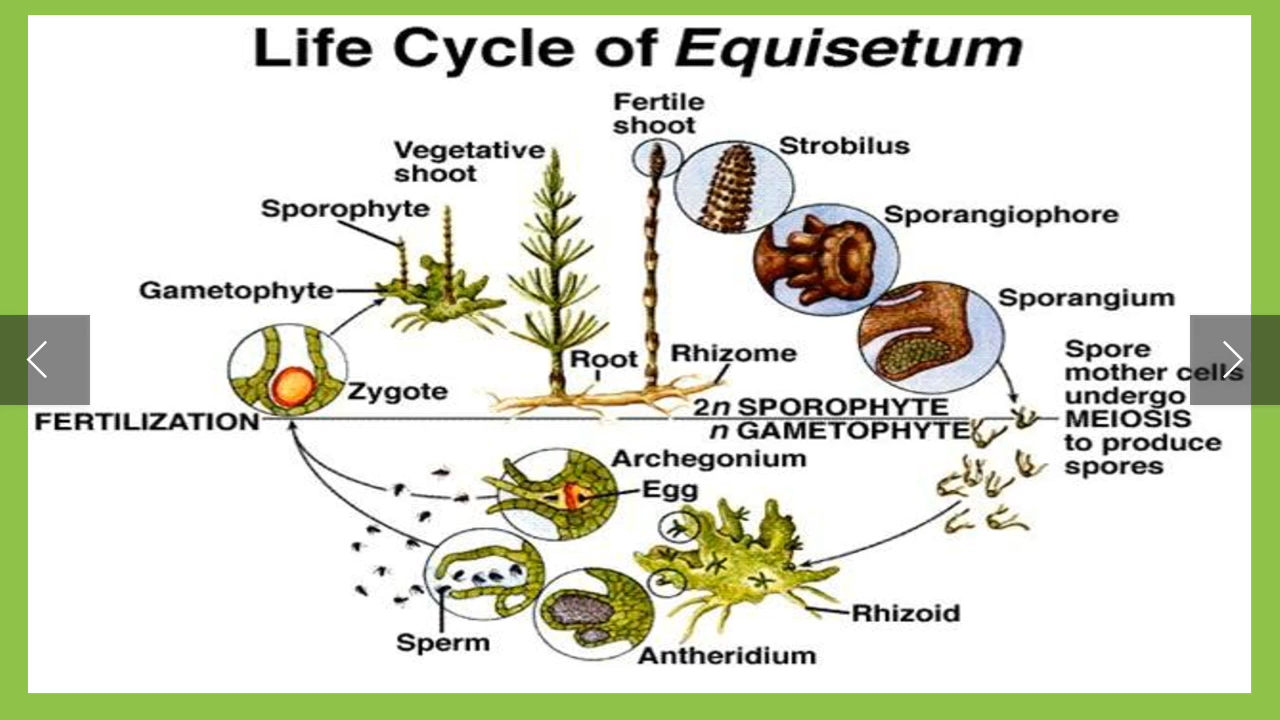 Life Cycle of Equisetum
Fertile
shoot
Strobilus
Vegetative
shoot
Sporophyte
Sporangiophore
Gametophyte
Sporangium
Root
Rhizome
Spore
mother cells
undergo
MEIOSIS
to produce
spores
Zygote
FERTILIZATION
2n SPOROPHYTE
n GAMETOPHYTE
Archegonium
Egg
Rhizoid
Sperm
Antheridium